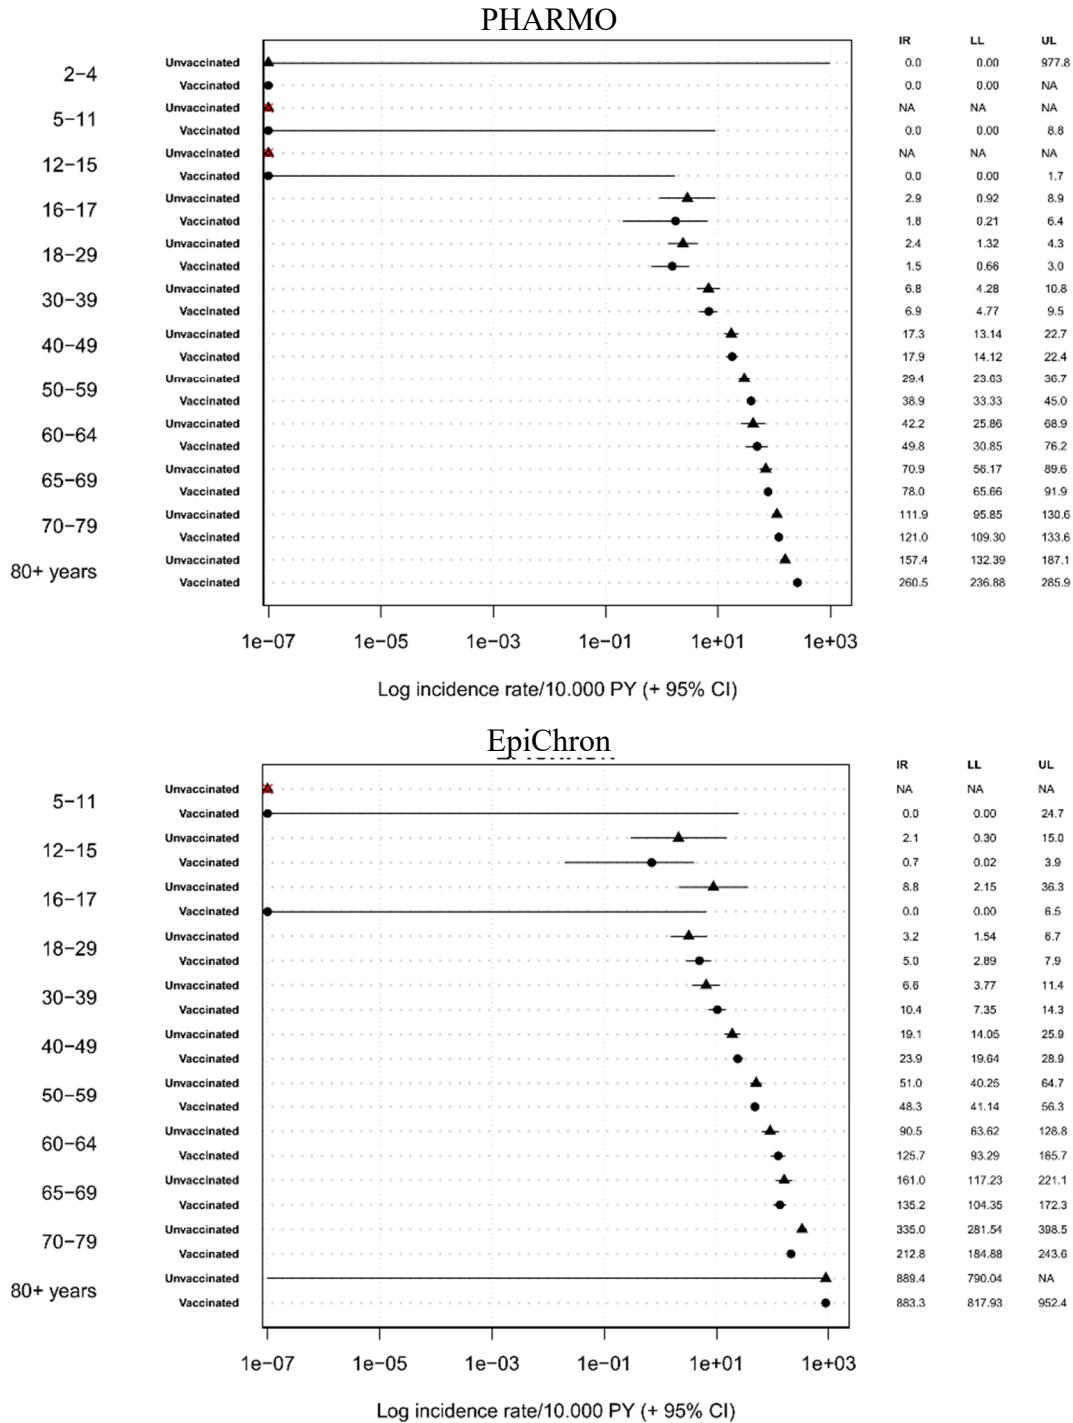 PHARMO
IR LL UL
2−4
Unvaccinated 0.0 0.00 977.8
Vaccinated 0.0 0.00 NA
5−11
Unvaccinated NA NA NA
Vaccinated 0.0 0.00 8.8
12−15
Unvaccinated NA NA NA
Vaccinated 0.0 0.00 1.7
16−17
Unvaccinated 2.9 0.92 8.9
Vaccinated 1.8 0.21 6.4
18−29
Unvaccinated 2.4 1.32 4.3
Vaccinated 1.5 0.66 3.0
30−39
Unvaccinated 6.8 4.28 10.8
Vaccinated 6.9 4.77 9.5
40−49
Unvaccinated 17.3 13.14 22.7
Vaccinated 17.9 14.12 22.4
50−59
Unvaccinated 29.4 23.63 36.7
Vaccinated 38.9 33.33 45.0
60−64
Unvaccinated 42.2 25.86 68.9
Vaccinated 49.8 30.85 76.2
65−69
Unvaccinated 70.9 56.17 89.6
Vaccinated 78.0 65.66 91.9
70−79
Unvaccinated 111.9 95.85 130.6
Vaccinated 121.0 109.30 133.6
80+ years
Unvaccinated 157.4 132.39 187.1
Vaccinated 260.5 236.88 285.9
1e−07 1e−05 1e−03 1e−01 1e+01 1e+03
Log incidence rate/10.000 PY (+ 95% CI)
EpiChron
IR LL UL
5−11
Unvaccinated NA NA NA
Vaccinated 0.0 0.00 24.7
12−15
Unvaccinated 2.1 0.30 15.0
Vaccinated 0.7 0.02 3.9
16−17
Unvaccinated 8.8 2.15 36.3
Vaccinated 0.0 0.00 6.5
18−29
Unvaccinated 3.2 1.54 6.7
Vaccinated 5.0 2.89 7.9
30−39
Unvaccinated 6.6 3.77 11.4
Vaccinated 10.4 7.35 14.3
40−49
Unvaccinated 19.1 14.05 25.9
Vaccinated 23.9 19.64 28.9
50−59
Unvaccinated 51.0 40.25 64.7
Vaccinated 48.3 41.14 56.3
60−64
Unvaccinated 90.5 63.62 128.8
Vaccinated 125.7 93.29 165.7
65−69
Unvaccinated 161.0 117.23 221.1
Vaccinated 135.2 104.35 172.3
70−79
Unvaccinated 335.0 281.54 398.5
Vaccinated 212.8 184.88 243.6
80+ years
Unvaccinated 889.4 790.04 NA
Vaccinated 883.3 817.93 952.4
1e−07 1e−05 1e−03 1e−01 1e+01 1e+03
Log incidence rate/10.000 PY (+ 95% CI)